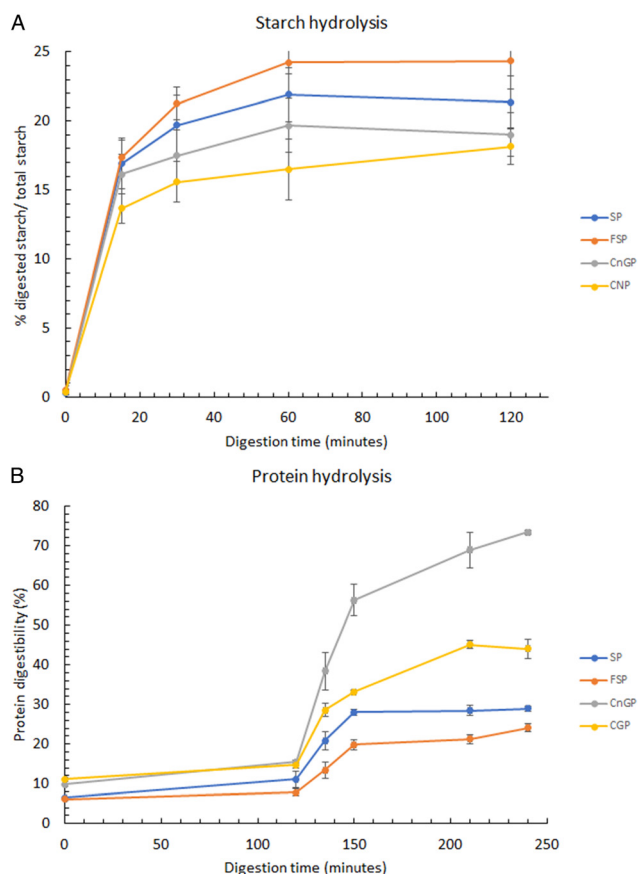 A
Starch hydrolysis
% digested starch/ total starch
25
20
15
10
5
0
0 20 40 60 80 100 120
Digestion time (minutes)
SP
FSP
CnGP
CNP
B
Protein hydrolysis
Protein digestibility (%)
80
70
60
50
40
30
20
10
0
0 50 100 150 200 250
Digestion time (minutes)
SP
FSP
CnGP
CGP